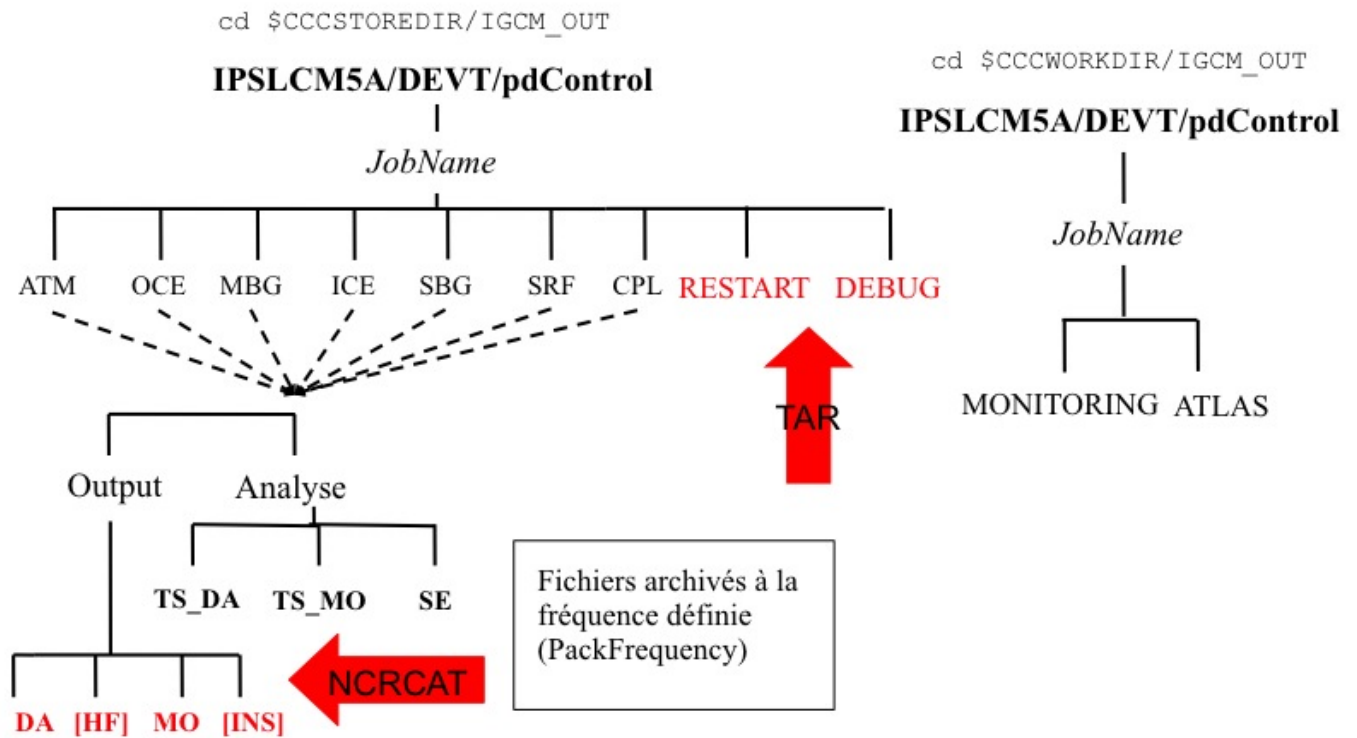 cd $CCCSTOREDIR/IGCM_OUT
IPSLCM5A/DEVT/pdControl
JobName
ATM OCE MBG ICE SBG SRF CPL RESTART DEBUG
TAR
Output Analyse
TS_DA TS_MO SE
DA [HF] MO [INS]
NCRCAT
Fichiers archivés à la
fréquence définie
(PackFrequency)
cd $CCCWORKDIR/IGCM_OUT
IPSLCM5A/DEVT/pdControl
JobName
MONITORING ATLAS